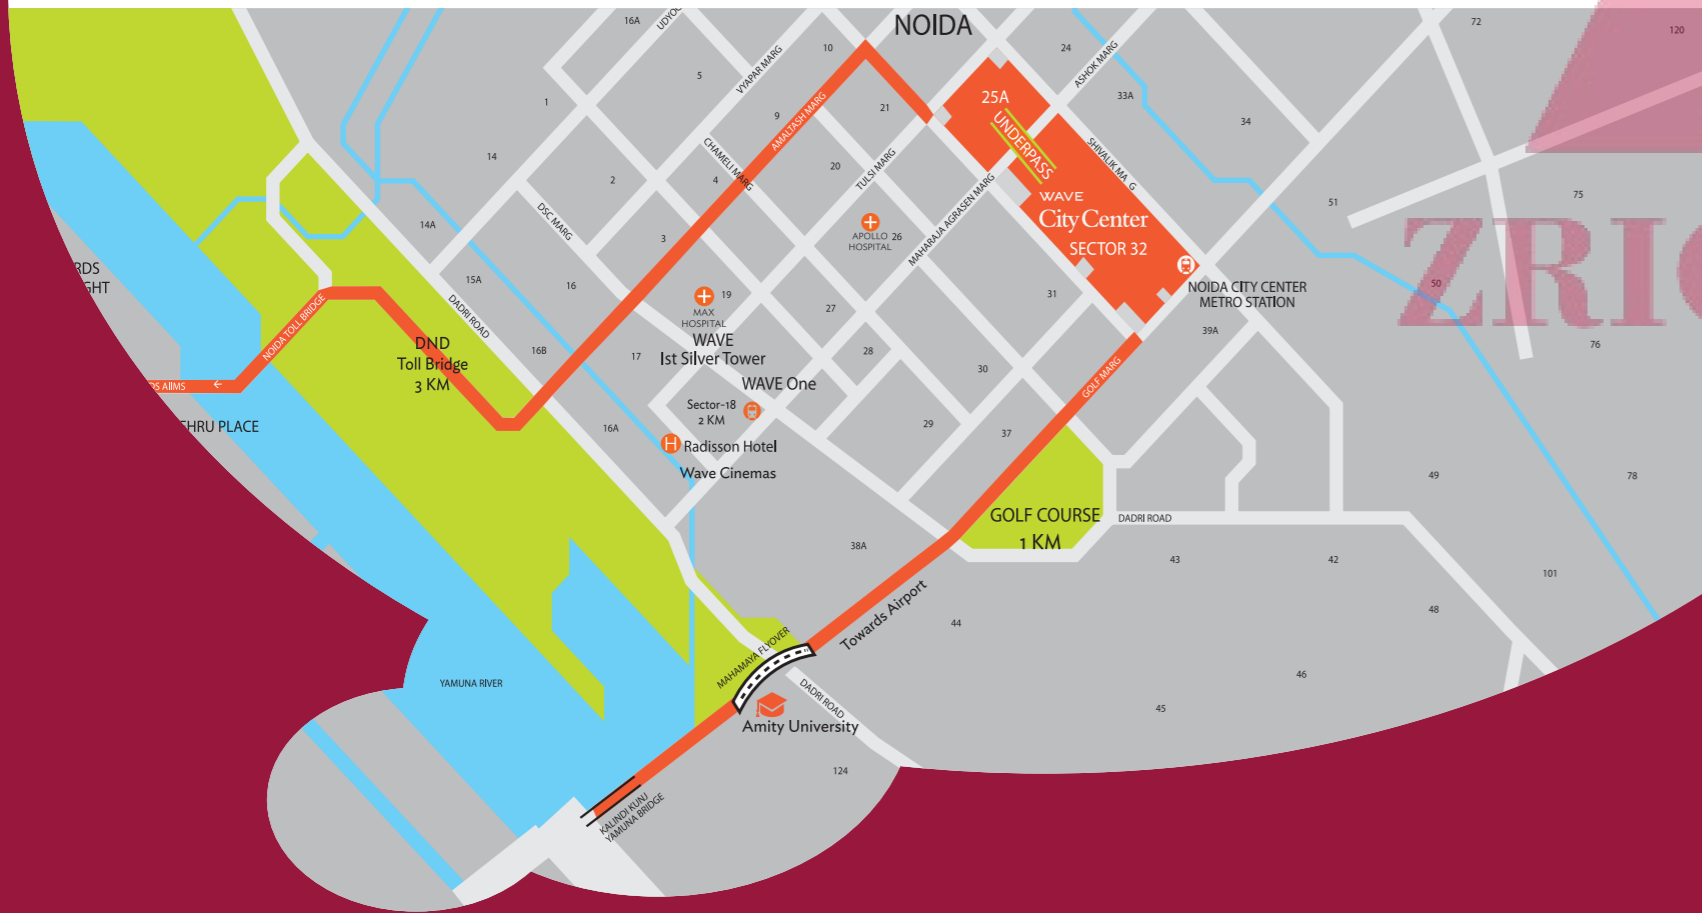 NOIDA
16A
72
120
10
24
5
VYAPAR MARG
ASHOK MARG
1
25A
33A
9
AMALTASH MARG
21
34
UNDERPASS
14
CHAMELI MARG
20
TULSI MARG
SHIVALIK MA G
2
4
MAHARAJA AGRASEN MARG
WAVE
City Center
SECTOR 32
51
75
DSC MARG
14A
3
APOLLO
HOSPITAL
26
ZRI
RDS
GHT
15A
16
19
31
NOIDA CITY CENTER
METRO STATION
50
NOIDA TOLL BRIDGE
DADRI ROAD
MAX
HOSPITAL
27
39A
76
DND
Toll Bridge
3 KM
16B
17
WAVE
1st Silver Tower
28
30
GOLF MARG
DS AIIMS
WAVE One
Sector-18
2 KM
EHRU PLACE
16A
29
37
H
Radisson Hotel
Wave Cinemas
49
78
GOLF COURSE
1 KM
DADRI ROAD
38A
43
42
101
Towards Airport
44
48
MAHAMAYA FLYOVER
YAMUNA RIVER
DADRI ROAD
46
45
Amity University
124
KALINDI KUNJ
YAMUNA BRIDGE